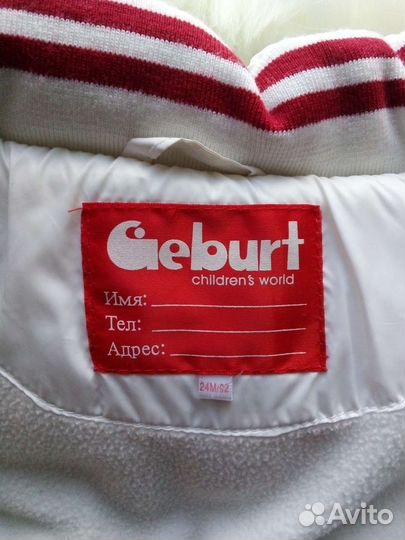 Geburt
children's world
Имя:
Тел:
Адрес:
24M/92
Avito